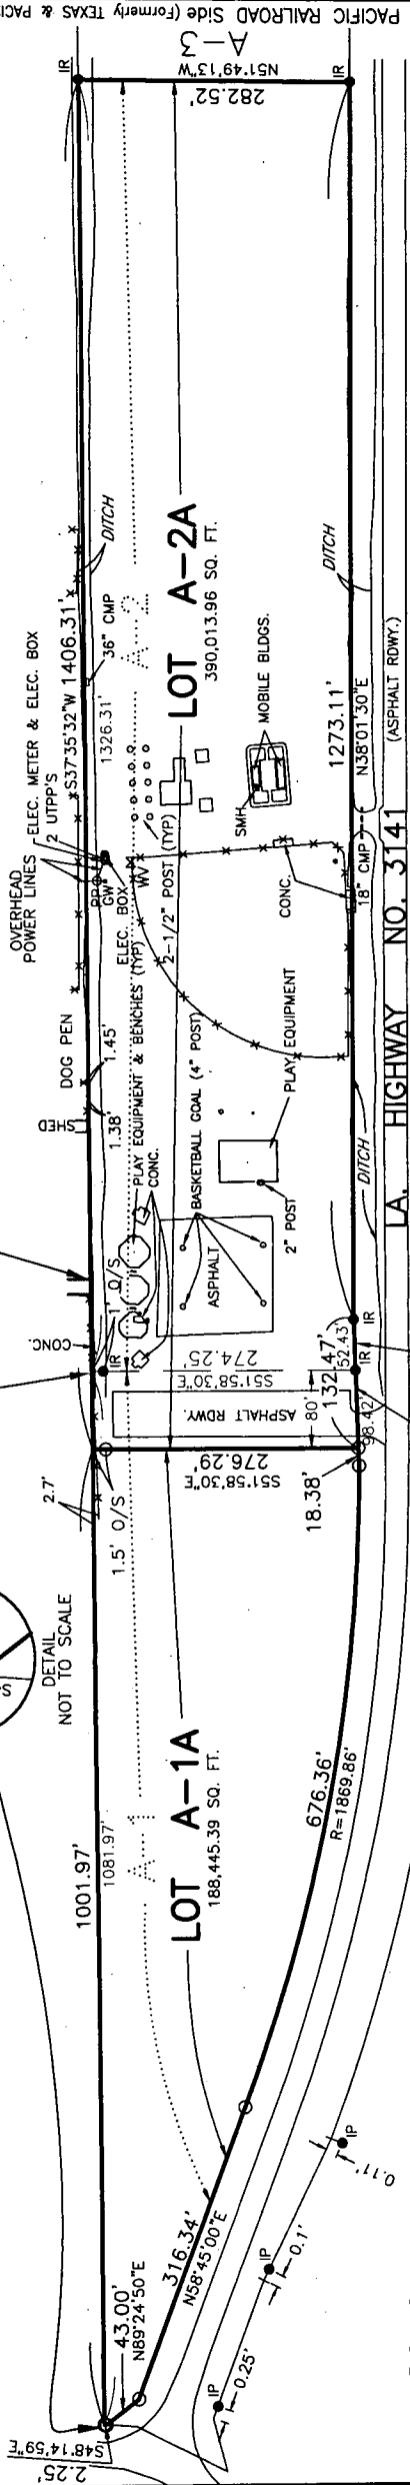 PACIFIC RAILROAD Side (Formerly TEXAS & PACI
A-3
IR
N51°49'13"W
282.52'
IR
S37°35'32"W 1406.31'
1326.31'
DITCH
36" CMP
A-2
LOT A-2A
390,013.96 SQ. FT.
DITCH
1273.11'
N38°01'30"E
(ASPHALT RDWY.)
MOBILE BLDGS.
SMH
OVERHEAD
POWER LINES
ELEC. METER & ELEC. BOX
2 UTPP'S
PP
GW
ELEC. BOX
WV
2-1/2" POST (TYP)
CONC.
18" CMP
LA. HIGHWAY NO. 3141
DOG PEN
SHED
1.45'
1.38'
PLAY EQUIPMENT & BENCHES (TYP)
CONC.
BASKETBALL GOAL (4" POST)
PLAY EQUIPMENT
ASPHALT
2" POST
DITCH
CONC.
1' O/S
IR
274.25'
S51°58'30"E
ASPHALT RDWY.
80'
132.47'
52.43'
IR
98.42'
2.7'
1.5' O/S
276.29'
S51°58'30"E
18.38'
DETAIL
NOT TO SCALE
1001.97'
1081.97'
A-1
LOT A-1A
188,445.39 SQ. FT.
676.36'
R=1869.86'
316.34'
N58°45'00"E
43.00'
N89°24'50"E
S48°14'59"E
2.25'
IP
0.25'
IP
0.1'
IP
0.11'